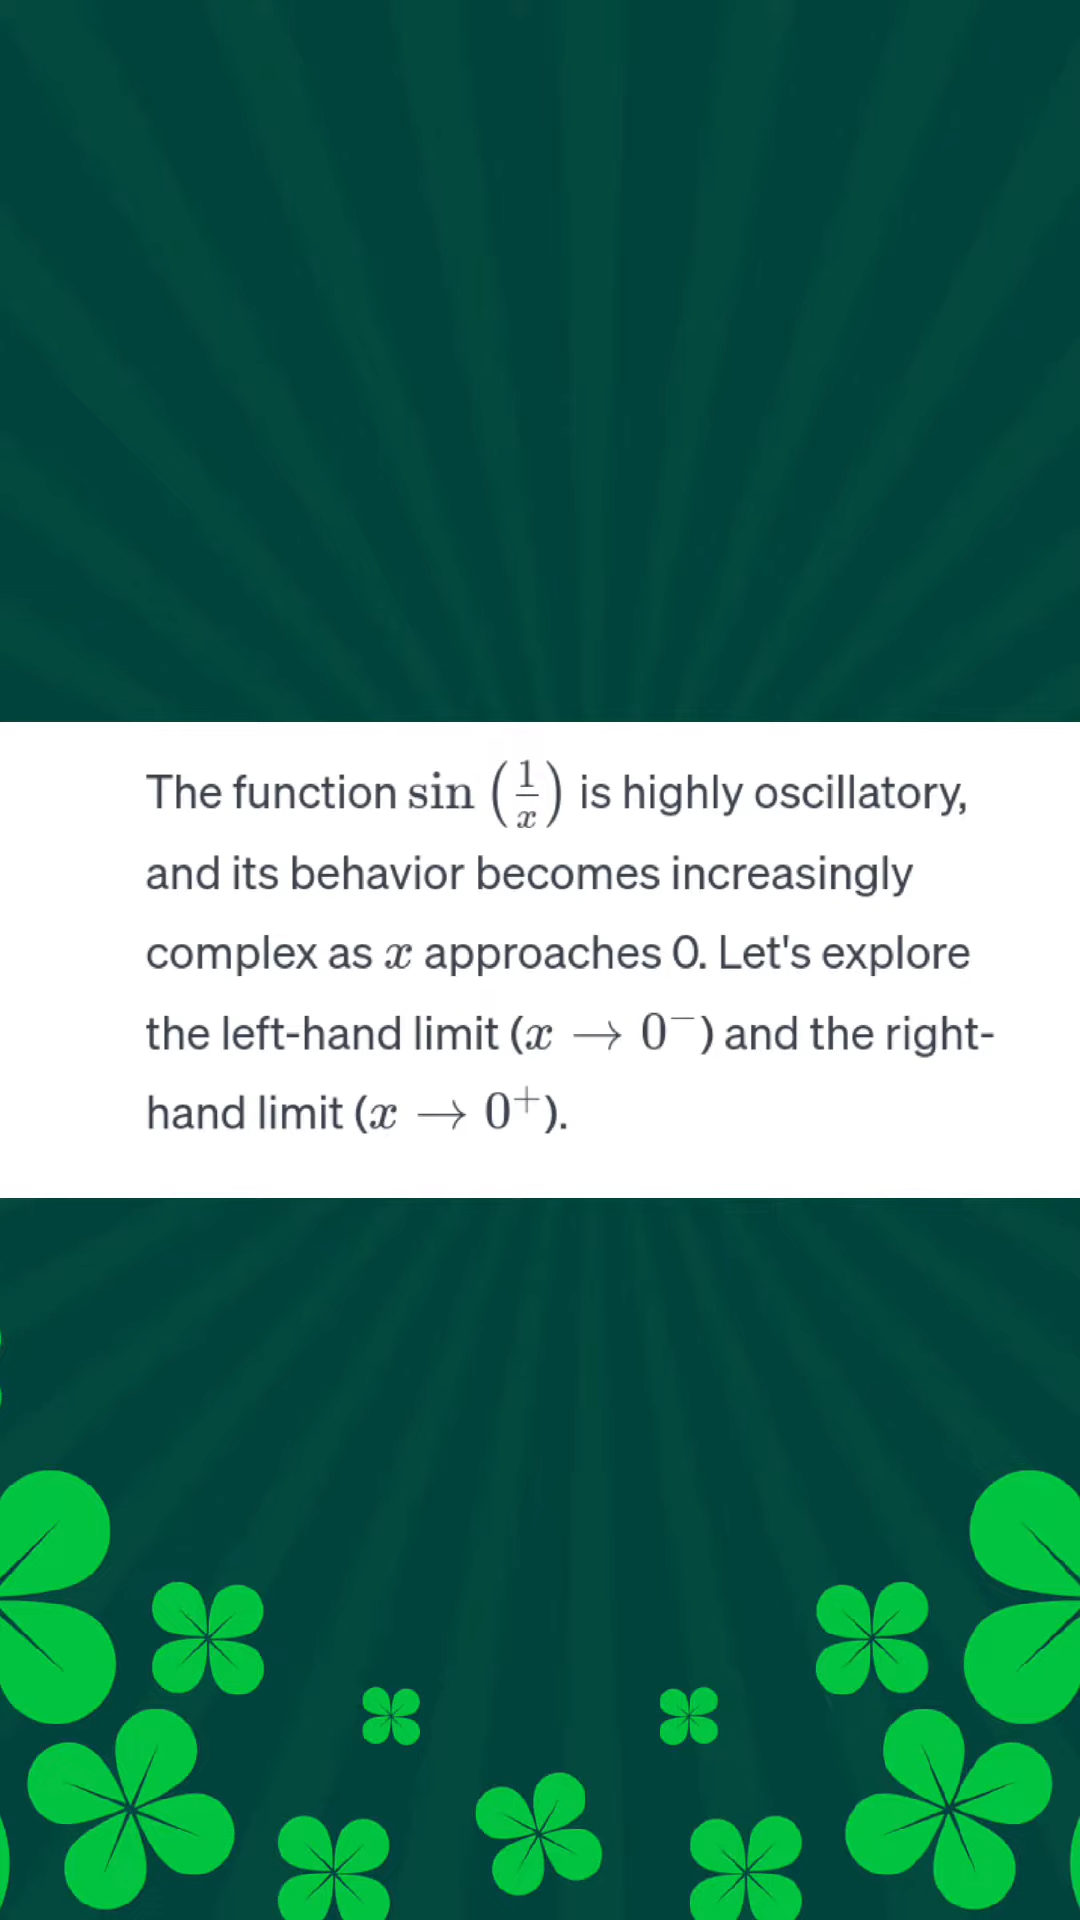 The function sin (1/x) is highly oscillatory,
and its behavior becomes increasingly
complex as x approaches 0. Let's explore
the left-hand limit (x → 0⁻) and the right-
hand limit (x → 0⁺).